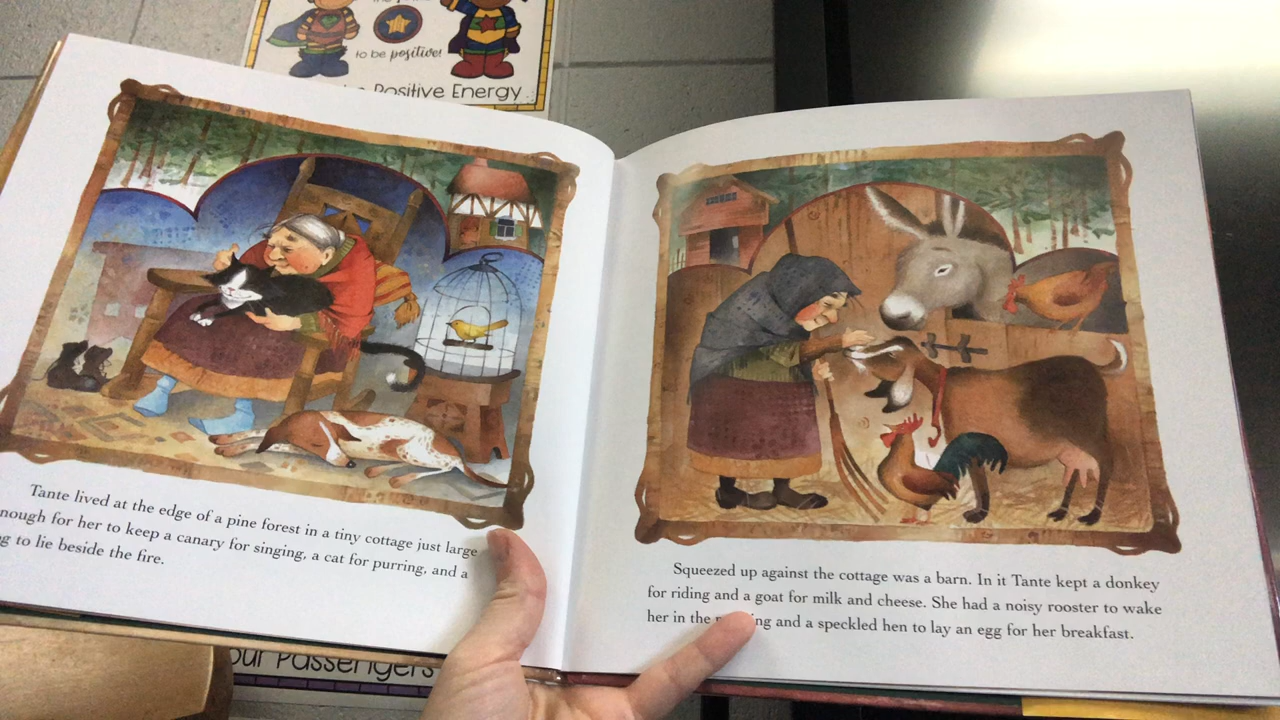 to be positive!
Positive Energy
Tante lived at the edge of a pine forest in a tiny cottage just large
nough for her to keep a canary for singing, a cat for purring, and a
g to lie beside the fire.
Squeezed up against the cottage was a barn. In it Tante kept a donkey
for riding and a goat for milk and cheese. She had a noisy rooster to wake
her in the ing and a speckled hen to lay an egg for her breakfast.
our Passengers